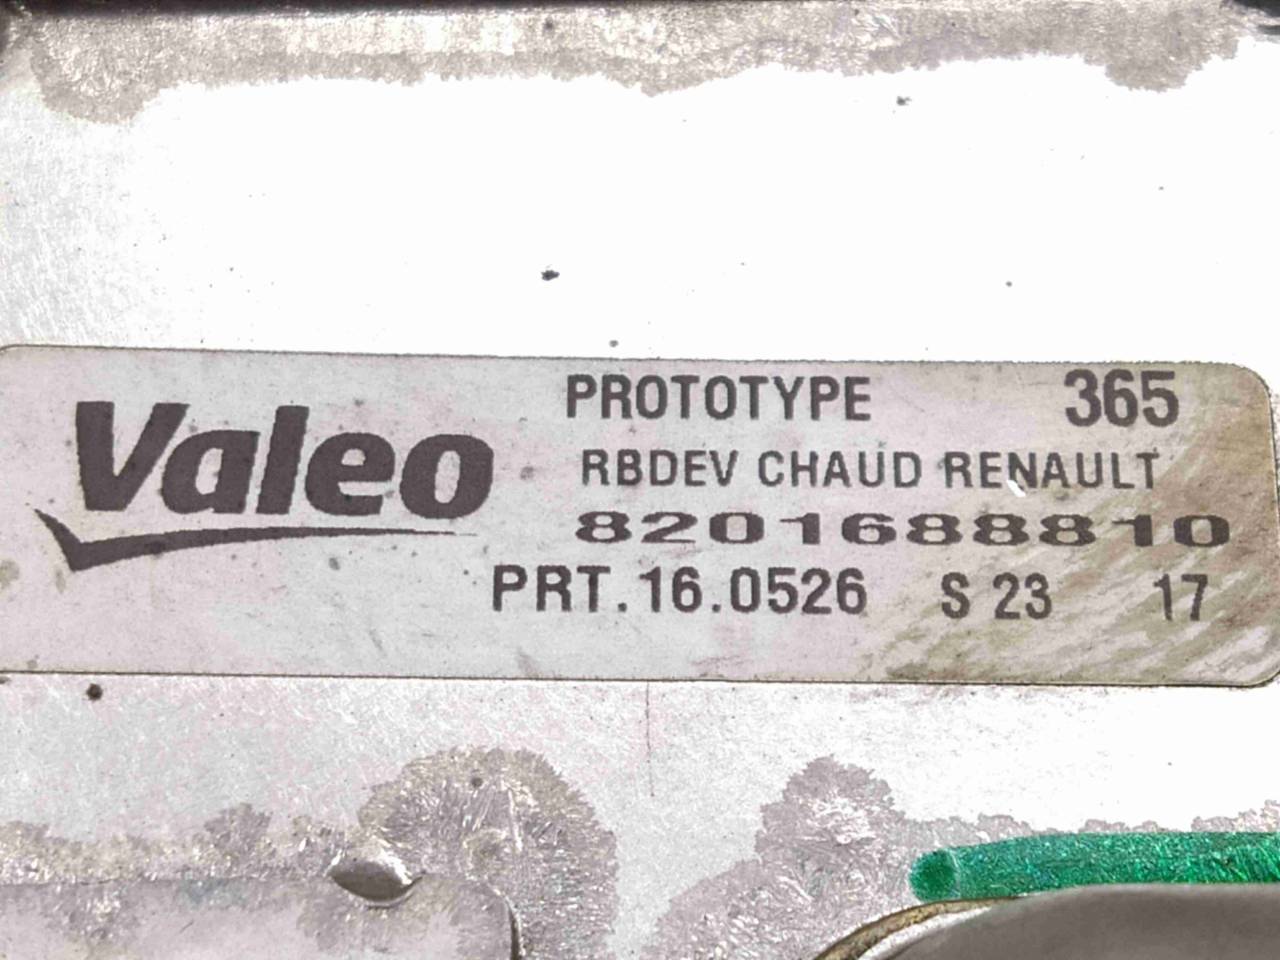 Valeo
PROTOTYPE 365
RBDEV CHAUD RENAULT
8201688810
PRT.16.0526 S 23 17